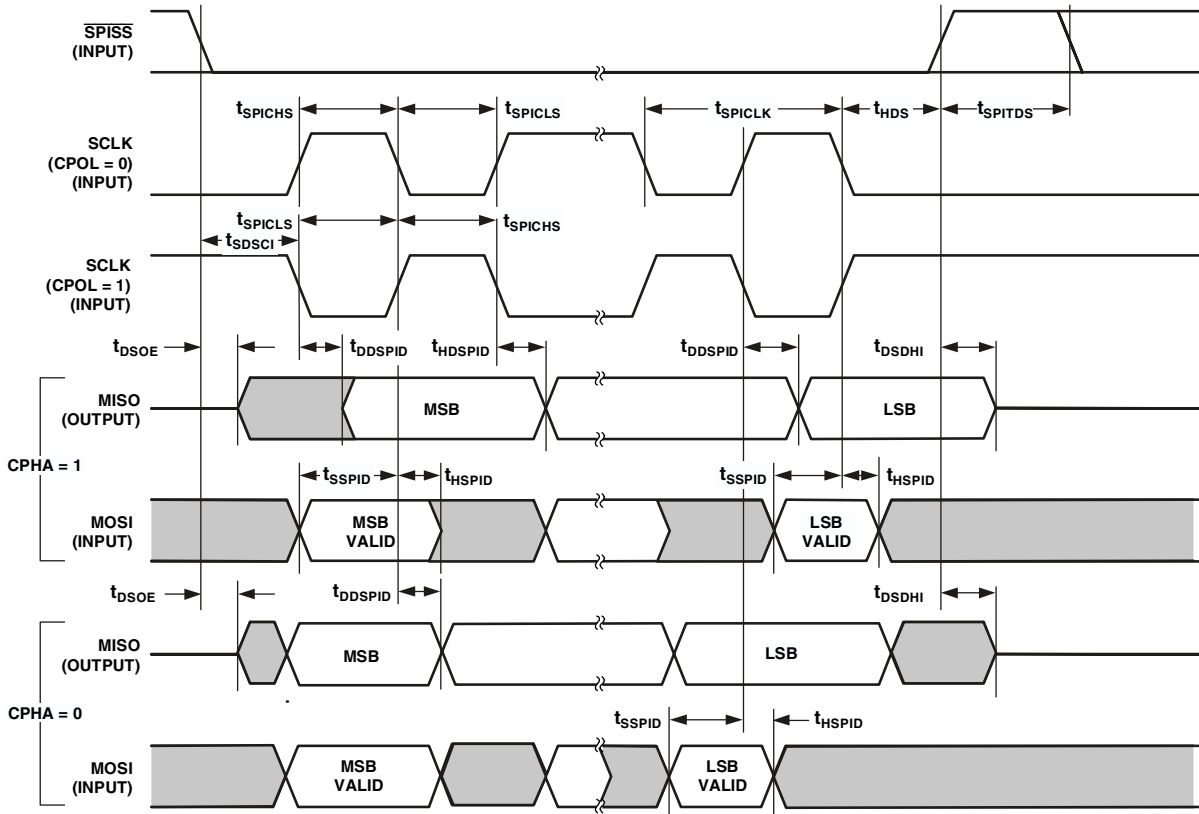 SPISS
(INPUT)
tSPICHS
tSPICLS
tSPICLK
tHDS
tSPITDS
SCLK
(CPOL = 0)
(INPUT)
tSPICLS
tSPICHS
tSDSCI
SCLK
(CPOL = 1)
(INPUT)
tDSOE
tDDSPID
tHDSPID
tDDSPID
tDSDHI
MISO
(OUTPUT)
MSB
LSB
CPHA = 1
tSSPID
tHSPID
tSSPID
tHSPID
MOSI
(INPUT)
MSB
VALID
LSB
VALID
tDSOE
tDDSPID
tDSDHI
MISO
(OUTPUT)
MSB
LSB
CPHA = 0
tSSPID
tHSPID
MOSI
(INPUT)
MSB
VALID
LSB
VALID